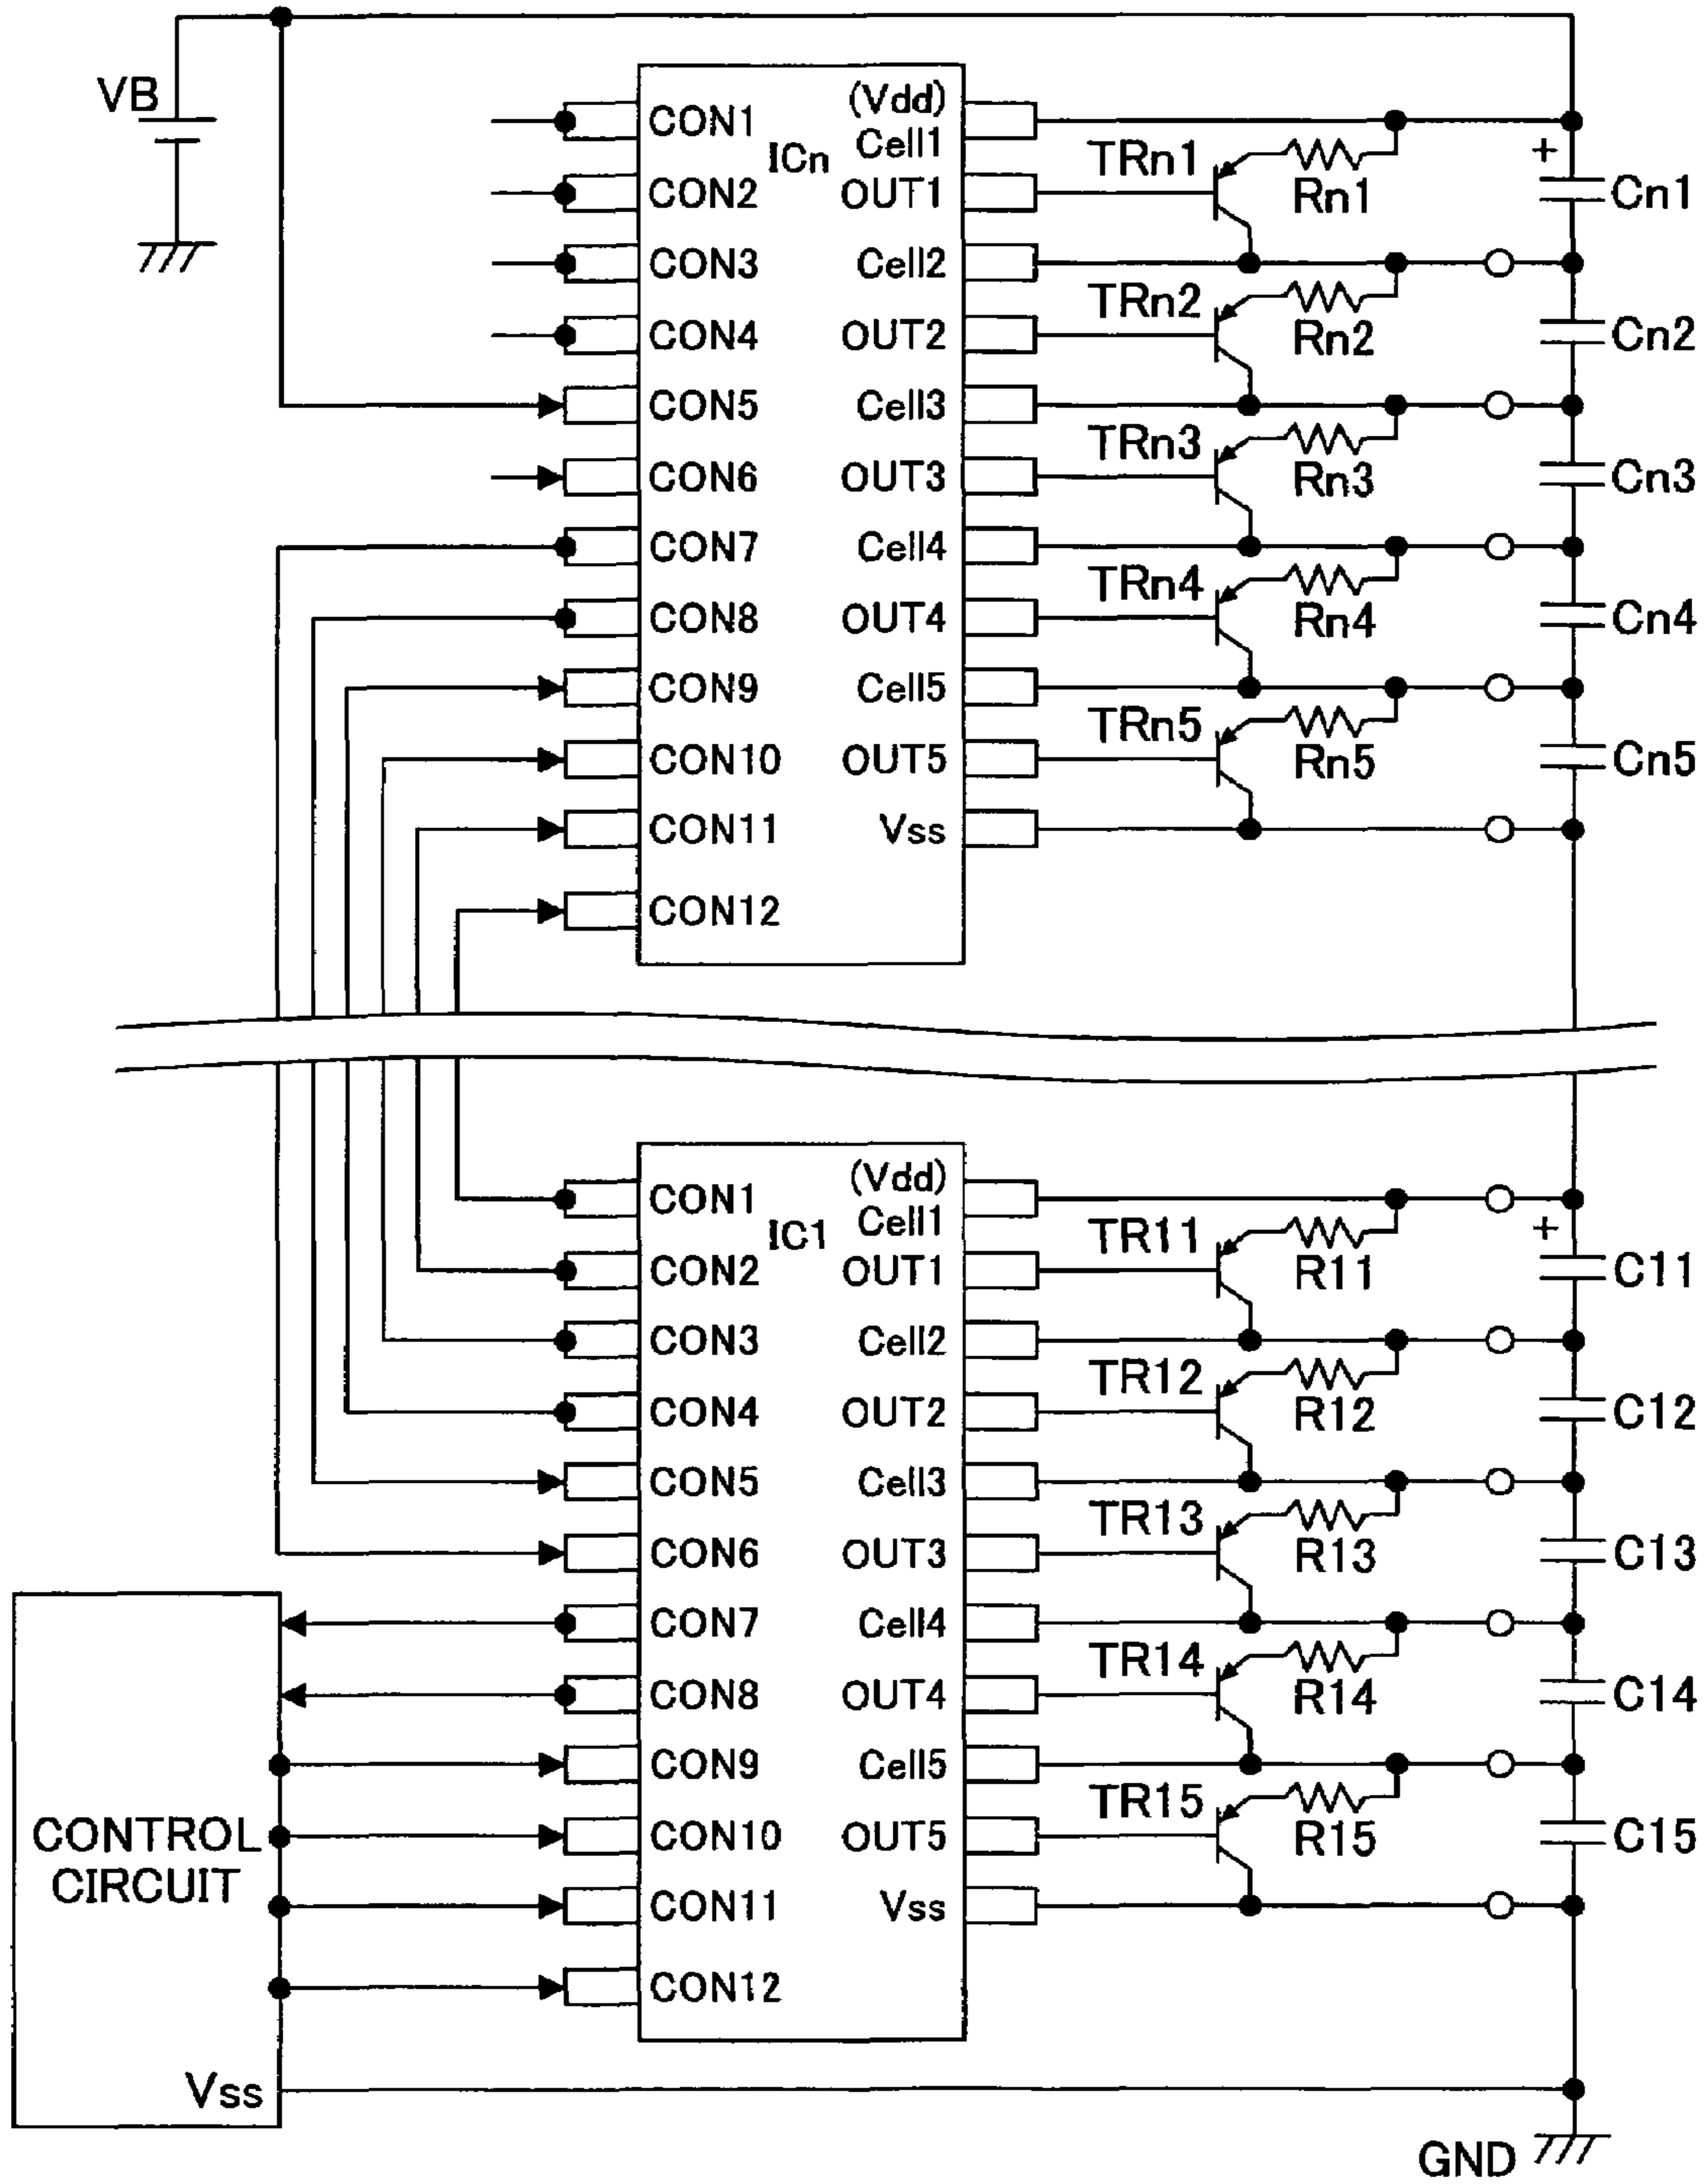 VB
ICn
CON1
CON2
CON3
CON4
CON5
CON6
CON7
CON8
CON9
CON10
CON11
CON12
(Vdd)
Cell1
OUT1
Cell2
OUT2
Cell3
OUT3
Cell4
OUT4
Cell5
OUT5
Vss
TRn1
Rn1
TRn2
Rn2
TRn3
Rn3
TRn4
Rn4
TRn5
Rn5
+
Cn1
Cn2
Cn3
Cn4
Cn5
IC1
CON1
CON2
CON3
CON4
CON5
CON6
CON7
CON8
CON9
CON10
CON11
CON12
(Vdd)
Cell1
OUT1
Cell2
OUT2
Cell3
OUT3
Cell4
OUT4
Cell5
OUT5
Vss
TR11
R11
TR12
R12
TR13
R13
TR14
R14
TR15
R15
+
C11
C12
C13
C14
C15
CONTROL
CIRCUIT
Vss
GND